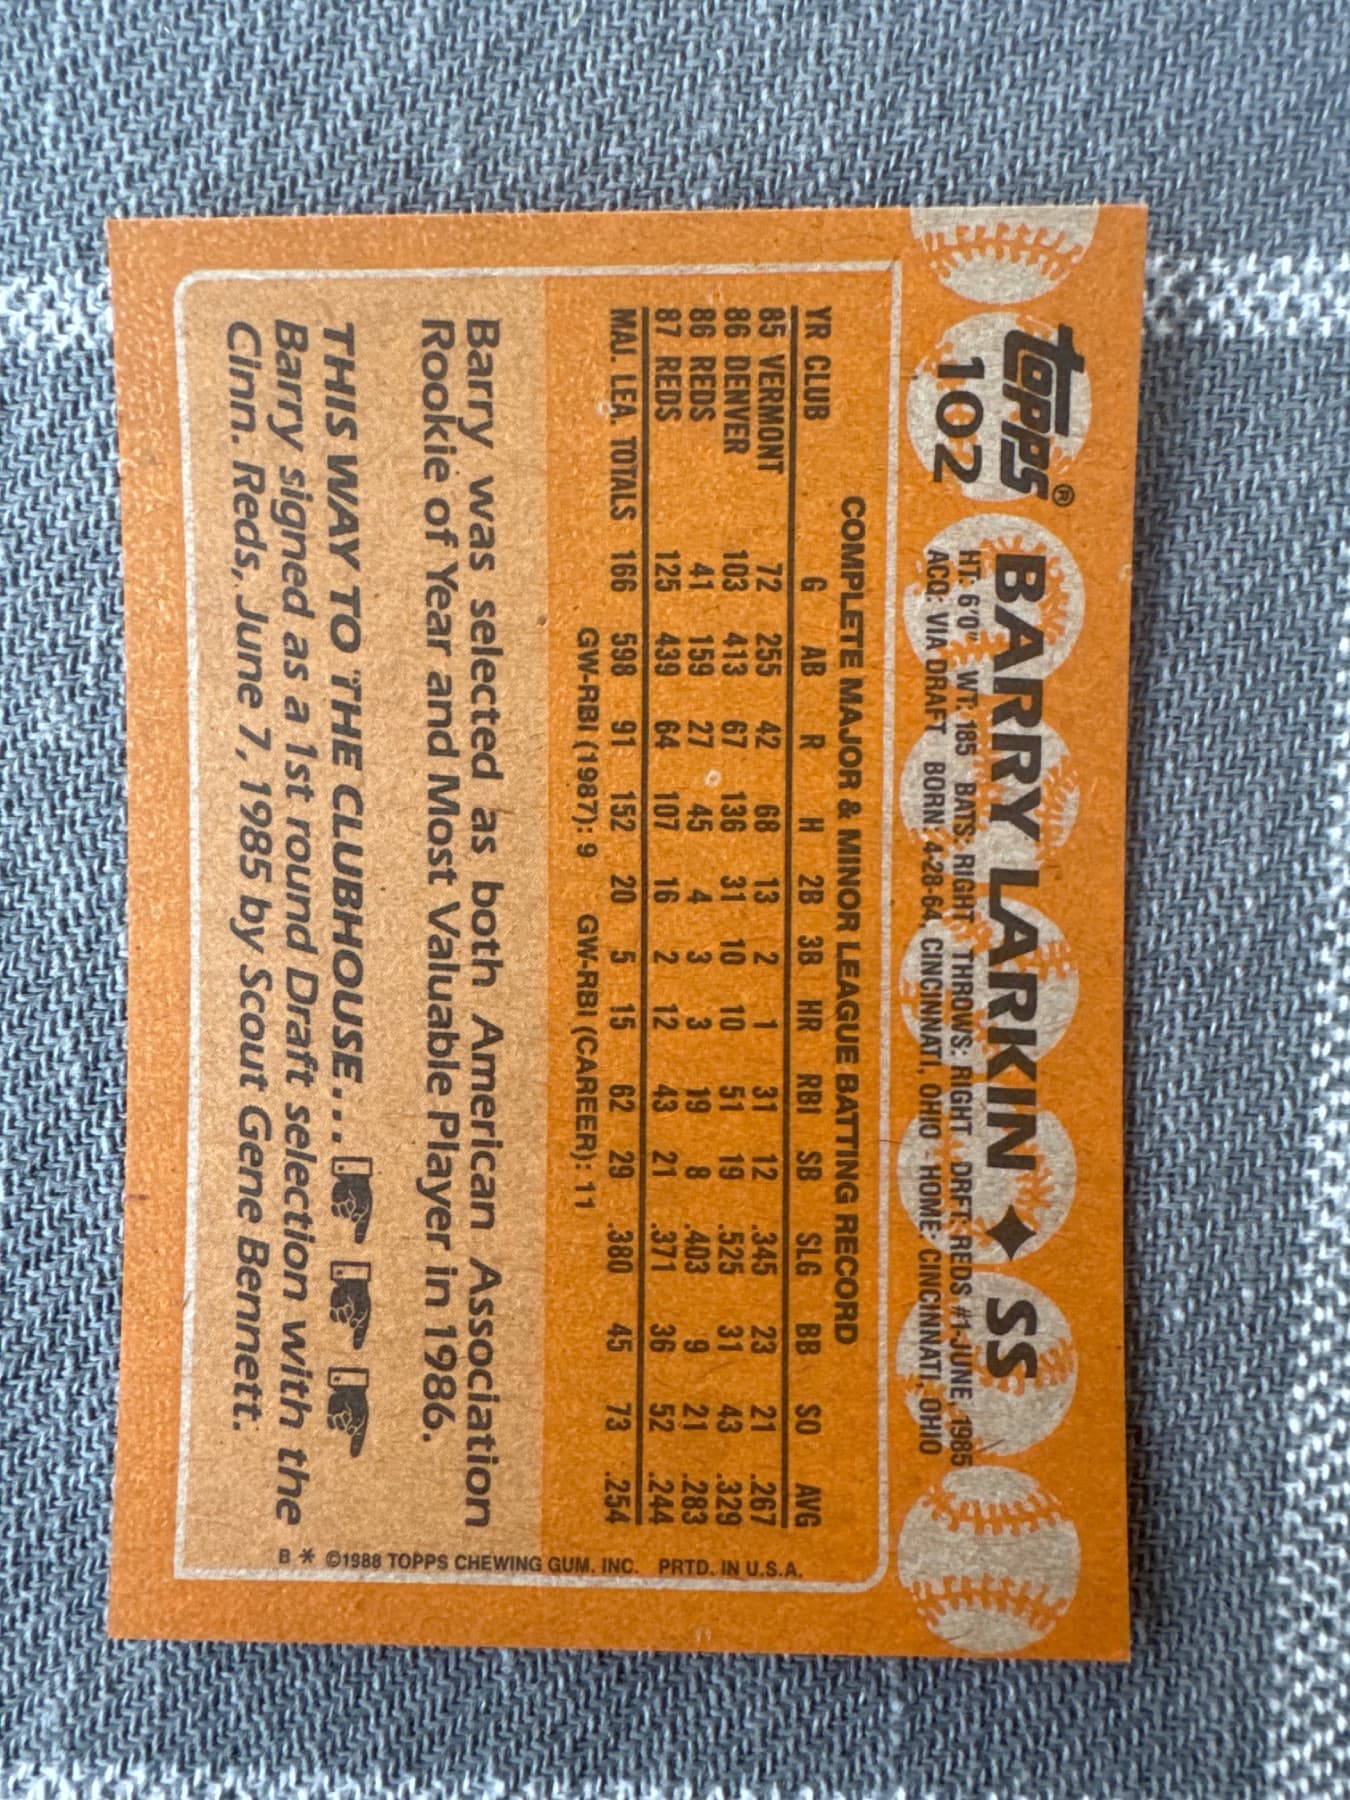 topps® BARRY LARKIN ♦ SS
102 HT: 6'0" WT: 185 BATS: RIGHT THROWS: RIGHT DRFT: REDS #1-JUNE, 1985
ACQ: VIA DRAFT BORN 4-28-64, CINCINNATI, OHIO - HOME: CINCINNATI, OHIO
COMPLETE MAJOR & MINOR LEAGUE BATTING RECORD
YR CLUB G AB R H 2B 3B HR RBI SB SLG BB SO AVG
85 VERMONT 72 255 42 68 13 2 1 31 12 .345 23 21 .267
86 DENVER 103 413 67 136 31 10 10 51 19 .525 31 43 .329
86 REDS 41 159 27 45 4 3 3 19 8 .403 9 21 .283
87 REDS 125 439 64 107 16 2 12 43 21 .371 36 52 .244
MAJ. LEA. TOTALS 166 598 91 152 20 5 15 62 29 .380 45 73 .254
GW-RBI (1987): 9 GW-RBI (CAREER): 11
Barry was selected as both American Association
Rookie of Year and Most Valuable Player in 1986.
THIS WAY TO THE CLUBHOUSE...
Barry signed as a 1st round Draft selection with the
Cinn. Reds, June 7, 1985 by Scout Gene Bennett.
B * ©1988 TOPPS CHEWING GUM, INC. PRTD. IN U.S.A.